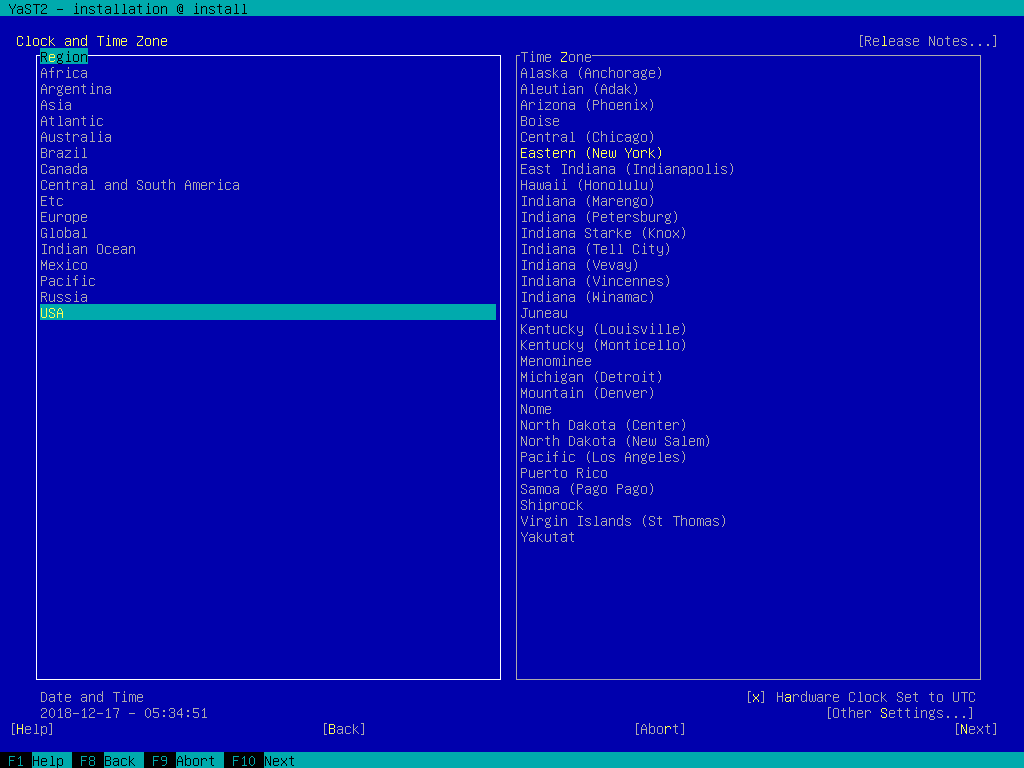 YaST2 - installation @ install
Clock and Time Zone [Release Notes...]
Region
Africa
Argentina
Asia
Atlantic
Australia
Brazil
Canada
Central and South America
Etc
Europe
Global
Indian Ocean
Mexico
Pacific
Russia
USA
Time Zone
Alaska (Anchorage)
Aleutian (Adak)
Arizona (Phoenix)
Boise
Central (Chicago)
Eastern (New York)
East Indiana (Indianapolis)
Hawaii (Honolulu)
Indiana (Marengo)
Indiana (Petersburg)
Indiana Starke (Knox)
Indiana (Tell City)
Indiana (Vevay)
Indiana (Vincennes)
Indiana (Winamac)
Juneau
Kentucky (Louisville)
Kentucky (Monticello)
Menominee
Michigan (Detroit)
Mountain (Denver)
Nome
North Dakota (Center)
North Dakota (New Salem)
Pacific (Los Angeles)
Puerto Rico
Samoa (Pago Pago)
Shiprock
Virgin Islands (St Thomas)
Yakutat
Date and Time [x] Hardware Clock Set to UTC
2018-12-17 - 05:34:51 [Other Settings...]
[Help] [Back] [Abort] [Next]
F1 Help F8 Back F9 Abort F10 Next